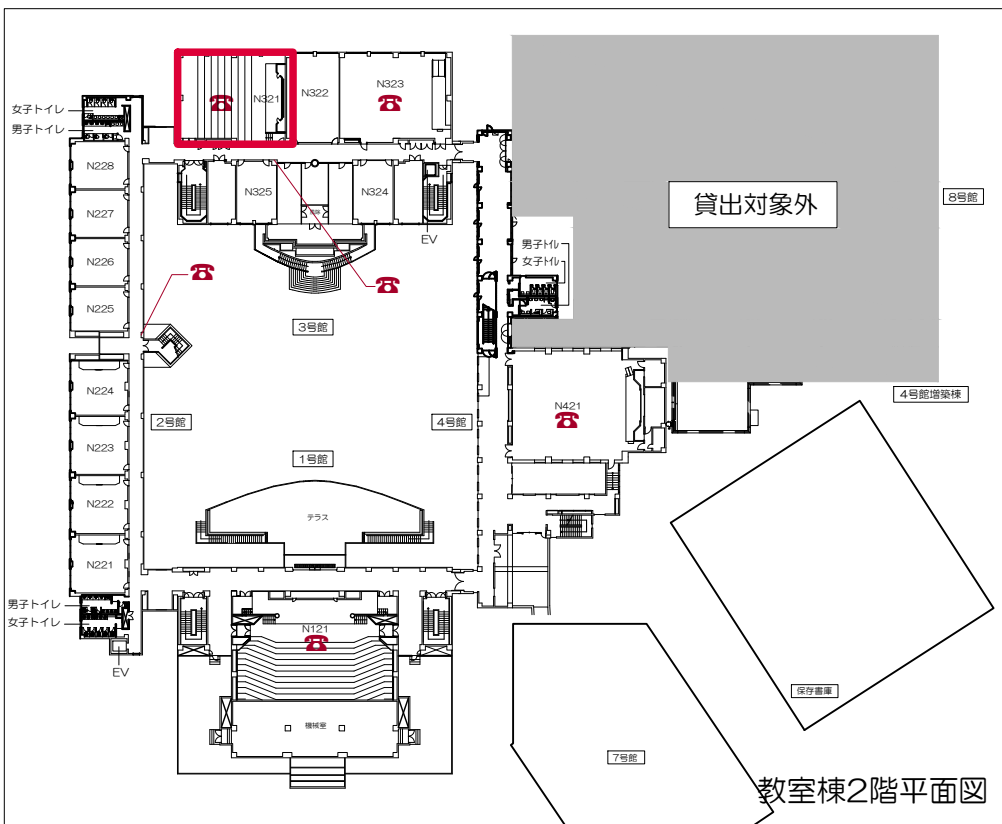 女子トイレ
男子トイレ
N321
N322
N323
N228
N227
N226
N225
N325
N324
EV
貸出対象外
8号館
男子トイレ
女子トイレ
3号館
N224
N223
N222
N221
2号館
4号館
1号館
テラス
N421
4号館増築棟
男子トイレ
女子トイレ
EV
N121
機械室
保存書庫
7号館
教室棟2階平面図